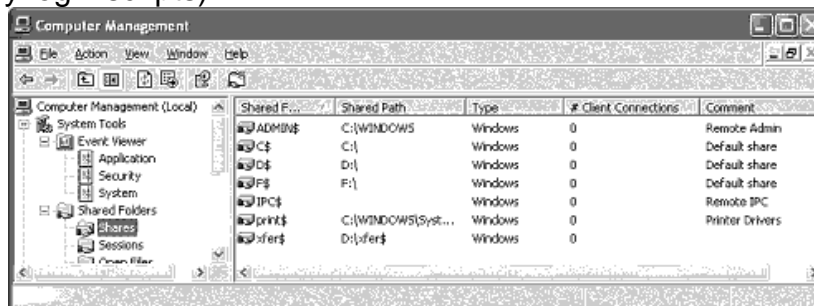 Computer Management
File Action View Window Help
Computer Management (Local)
System Tools
Event Viewer
Application
Security
System
Shared Folders
Shares
Sessions
Shared F... Shared Path Type # Client Connections Comment
ADMIN$ C:\WINDOWS Windows 0 Remote Admin
C$ C:\ Windows 0 Default share
D$ D:\ Windows 0 Default share
F$ F:\ Windows 0 Default share
IPC$ Windows 0 Remote IPC
print$ C:\WINDOWS\Syst... Windows 0 Printer Drivers
xfer$ D:\xfer$ Windows 0